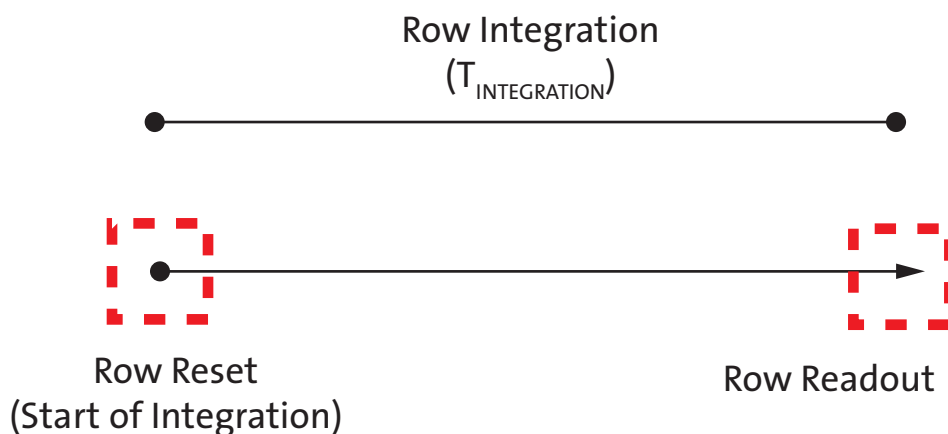 Row Integration
(TINTEGRATION)
Row Reset
(Start of Integration)
Row Readout